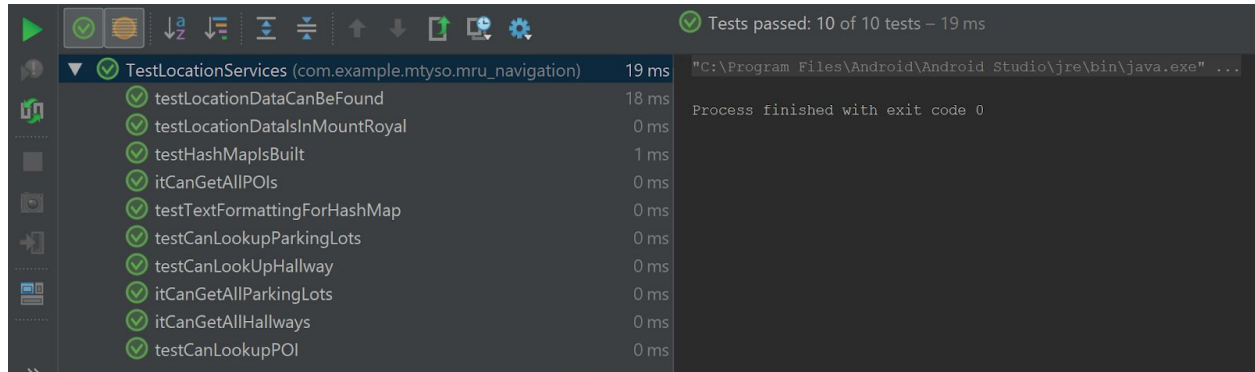 Tests passed: 10 of 10 tests – 19 ms
TestLocationServices (com.example.mtyso.mru_navigation) 19 ms
testLocationDataCanBeFound 18 ms
testLocationDataIsInMountRoyal 0 ms
testHashMapIsBuilt 1 ms
itCanGetAllPOIs 0 ms
testTextFormattingForHashMap 0 ms
testCanLookupParkingLots 0 ms
testCanLookUpHallway 0 ms
itCanGetAllParkingLots 0 ms
itCanGetAllHallways 0 ms
testCanLookupPOI 0 ms
"C:\Program Files\Android\Android Studio\jre\bin\java.exe" ...
Process finished with exit code 0